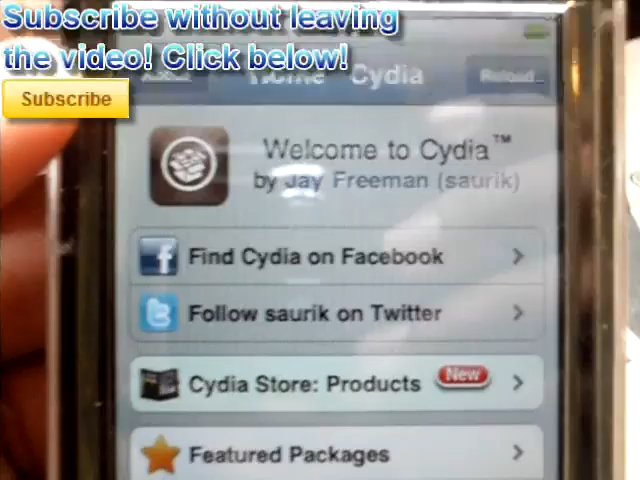 Subscribe without leaving
the video! Click below!
Subscribe
Home Cydia
Reload
Welcome to Cydia™
by Jay Freeman (saurik)
Find Cydia on Facebook
Follow saurik on Twitter
Cydia Store: Products New
Featured Packages